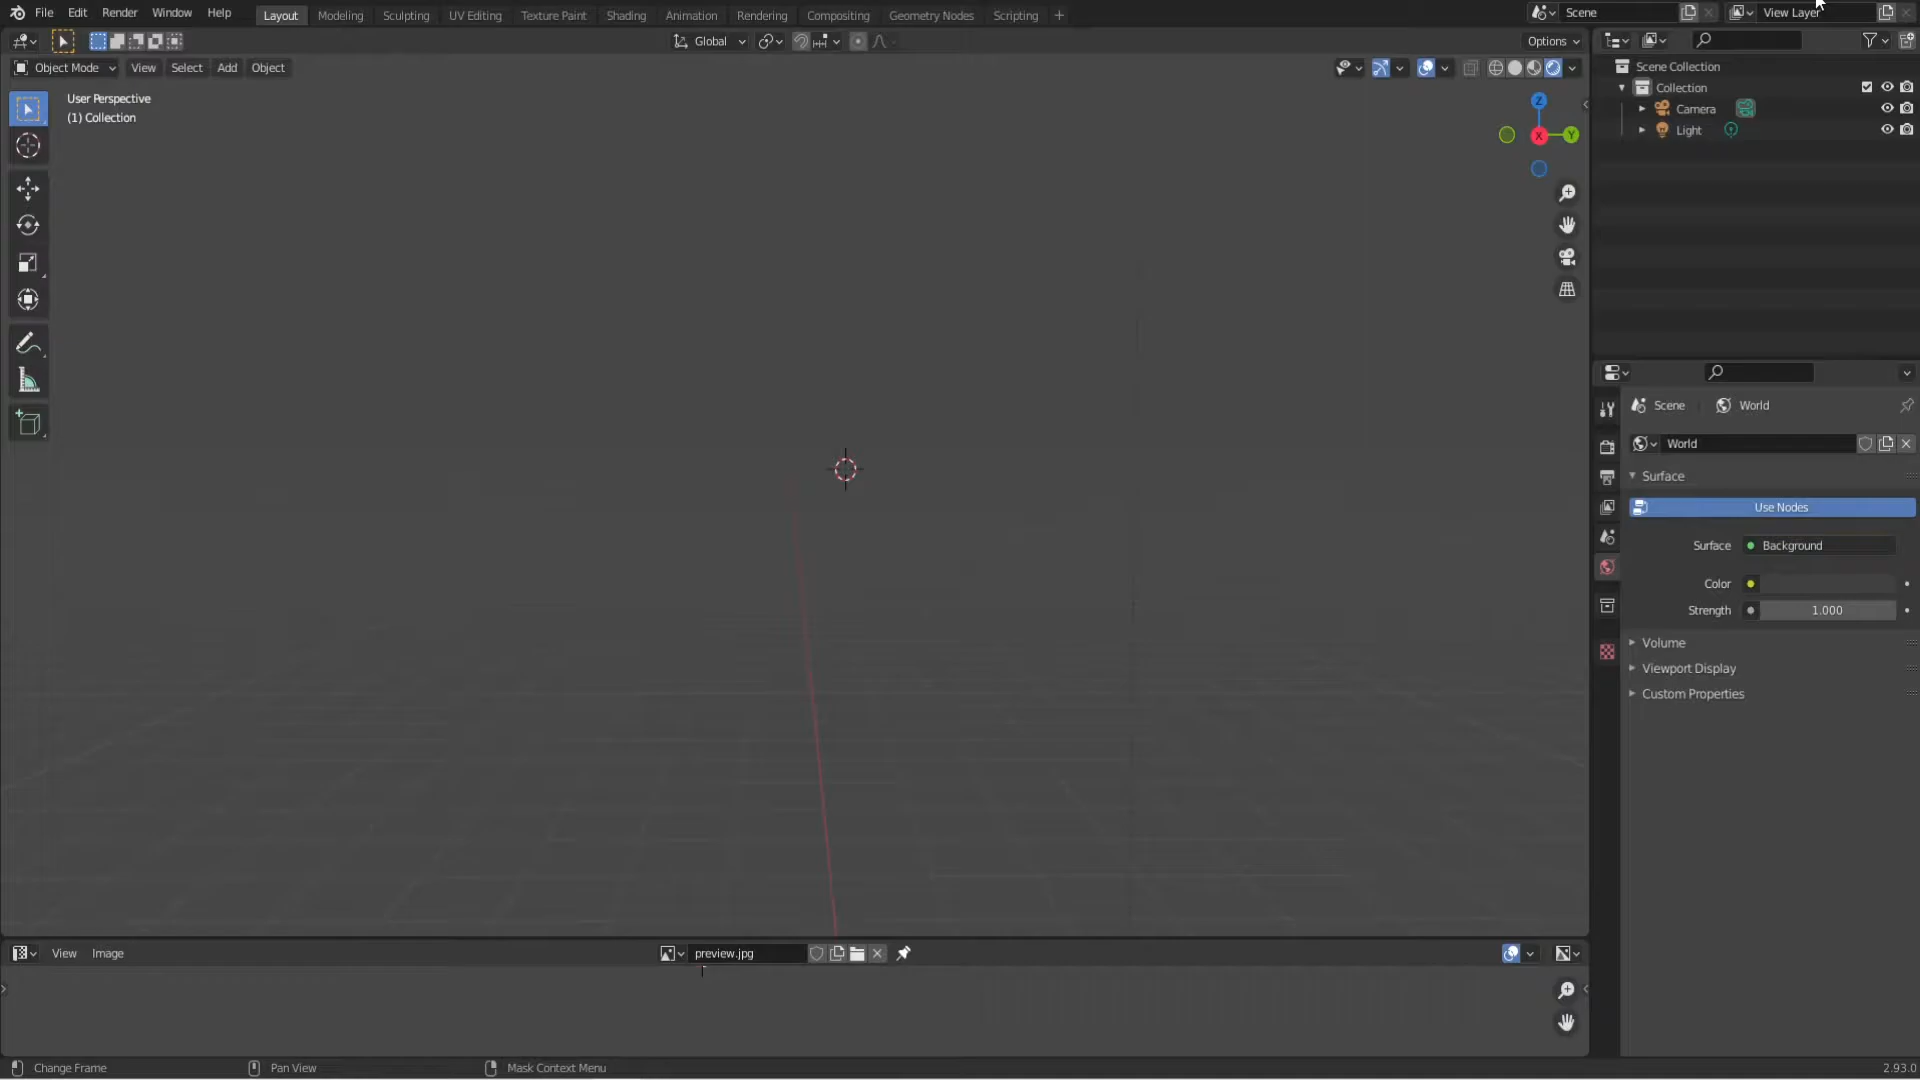 File Edit Render Window Help Layout Modeling Sculpting UV Editing Texture Paint Shading Animation Rendering Compositing Geometry Nodes Scripting + Scene View Layer
Global Options
Object Mode View Select Add Object
User Perspective
(1) Collection
Z
X Y
Scene Collection
Collection
Camera
Light
Scene World
World
Surface
Use Nodes
Surface Background
Color
Strength 1.000
Volume
Viewport Display
Custom Properties
View Image preview.jpg
Change Frame Pan View Mask Context Menu 2.93.0